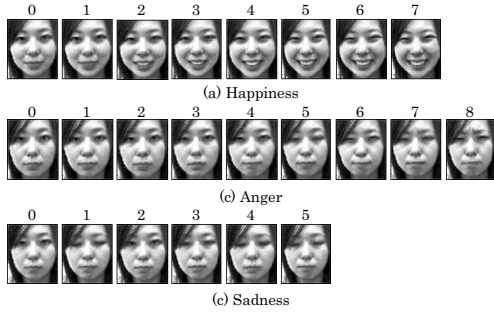 0 1 2 3 4 5 6 7
(a) Happiness
0 1 2 3 4 5 6 7 8
(c) Anger
0 1 2 3 4 5
(c) Sadness